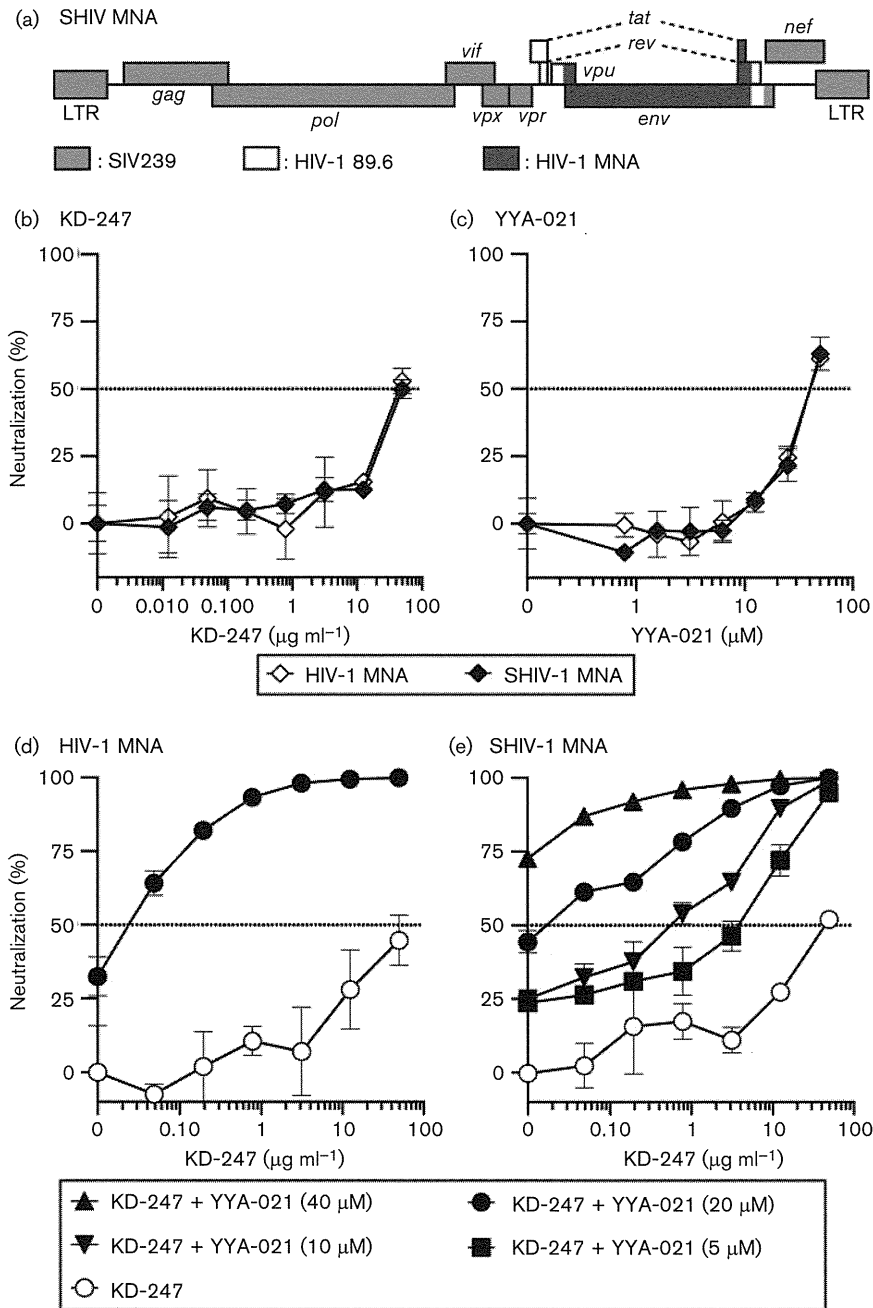 (a) SHIV MNA
tat
rev
nef
vif
vpu
LTR
gag
pol
vpx
vpr
env
LTR
: SIV239
: HIV-1 89.6
: HIV-1 MNA
(b) KD-247
(c) YYA-021
Neutralization (%)
100
75
50
25
0
0 0.010 0.100 1 10 100
KD-247 (µg ml⁻¹)
100
75
50
25
0
0 1 10 100
YYA-021 (µM)
HIV-1 MNA
SHIV-1 MNA
(d) HIV-1 MNA
(e) SHIV-1 MNA
Neutralization (%)
100
75
50
25
0
0 0.10 1 10 100
KD-247 (µg ml⁻¹)
100
75
50
25
0
0 0.10 1 10 100
KD-247 (µg ml⁻¹)
KD-247 + YYA-021 (40 µM)
KD-247 + YYA-021 (20 µM)
KD-247 + YYA-021 (10 µM)
KD-247 + YYA-021 (5 µM)
KD-247